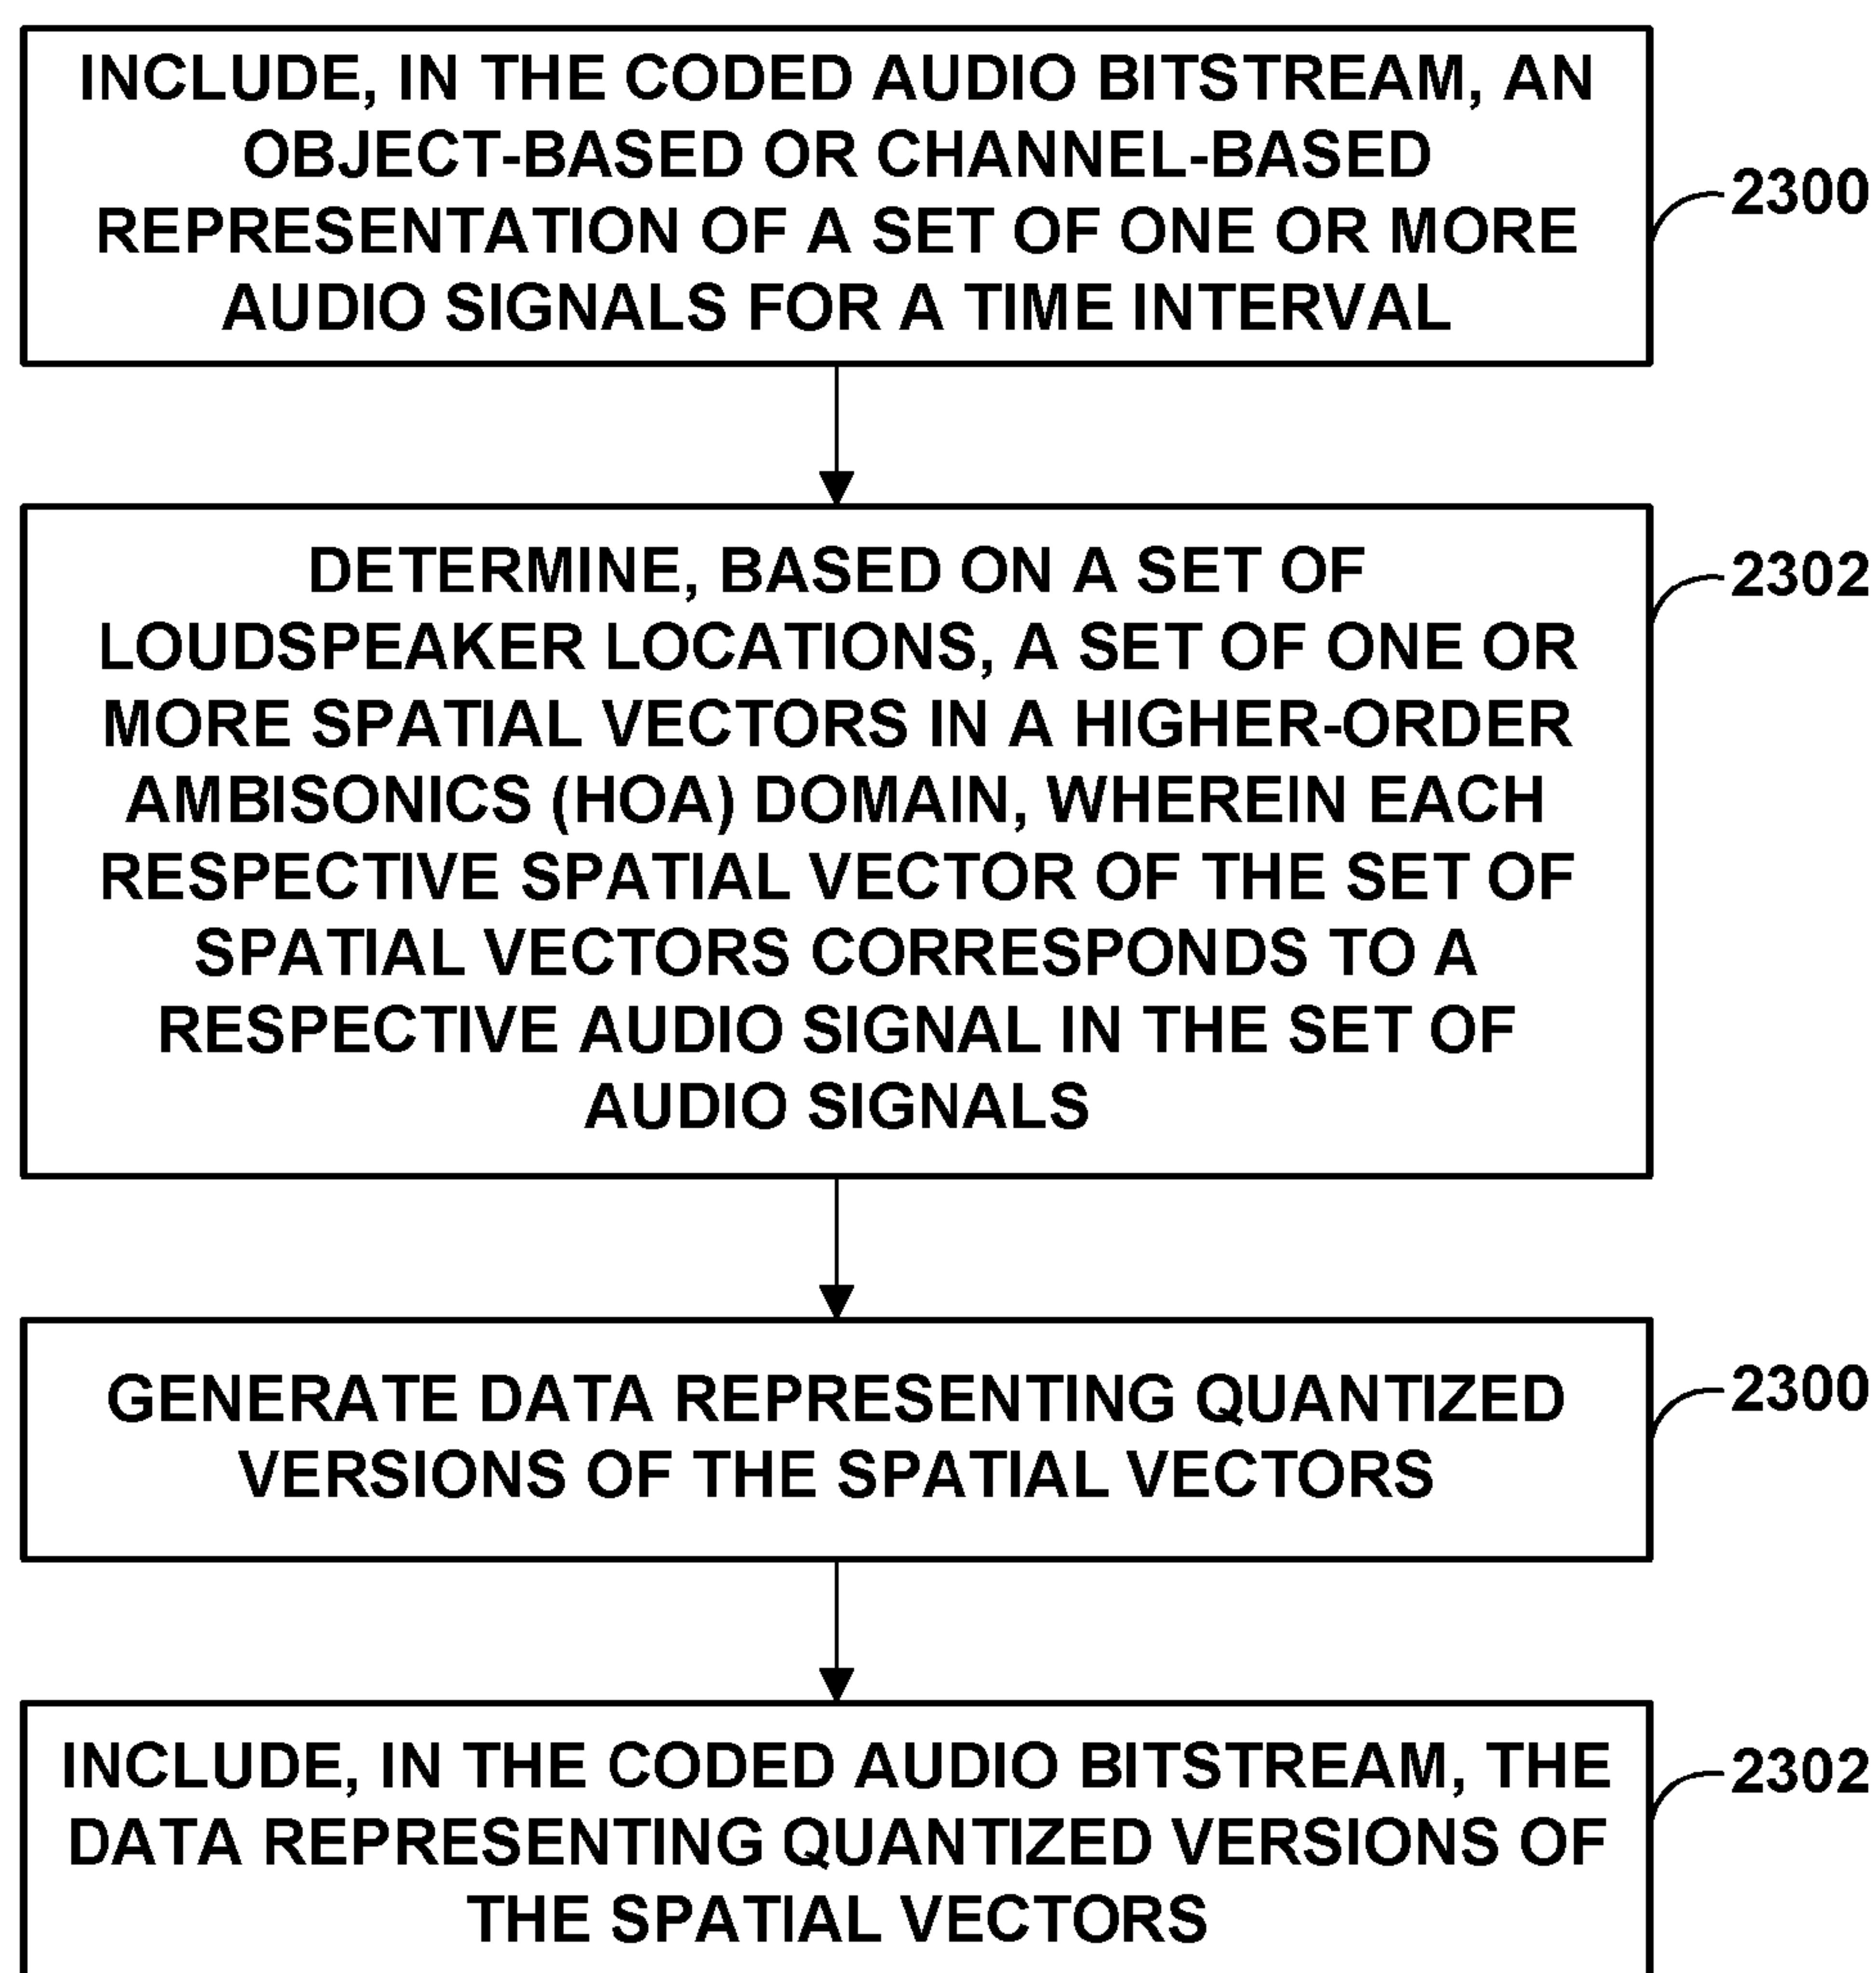 INCLUDE, IN THE CODED AUDIO BITSTREAM, AN
OBJECT-BASED OR CHANNEL-BASED
REPRESENTATION OF A SET OF ONE OR MORE
AUDIO SIGNALS FOR A TIME INTERVAL
2300
DETERMINE, BASED ON A SET OF
LOUDSPEAKER LOCATIONS, A SET OF ONE OR
MORE SPATIAL VECTORS IN A HIGHER-ORDER
AMBISONICS (HOA) DOMAIN, WHEREIN EACH
RESPECTIVE SPATIAL VECTOR OF THE SET OF
SPATIAL VECTORS CORRESPONDS TO A
RESPECTIVE AUDIO SIGNAL IN THE SET OF
AUDIO SIGNALS
2302
GENERATE DATA REPRESENTING QUANTIZED
VERSIONS OF THE SPATIAL VECTORS
2300
INCLUDE, IN THE CODED AUDIO BITSTREAM, THE
DATA REPRESENTING QUANTIZED VERSIONS OF
THE SPATIAL VECTORS
2302